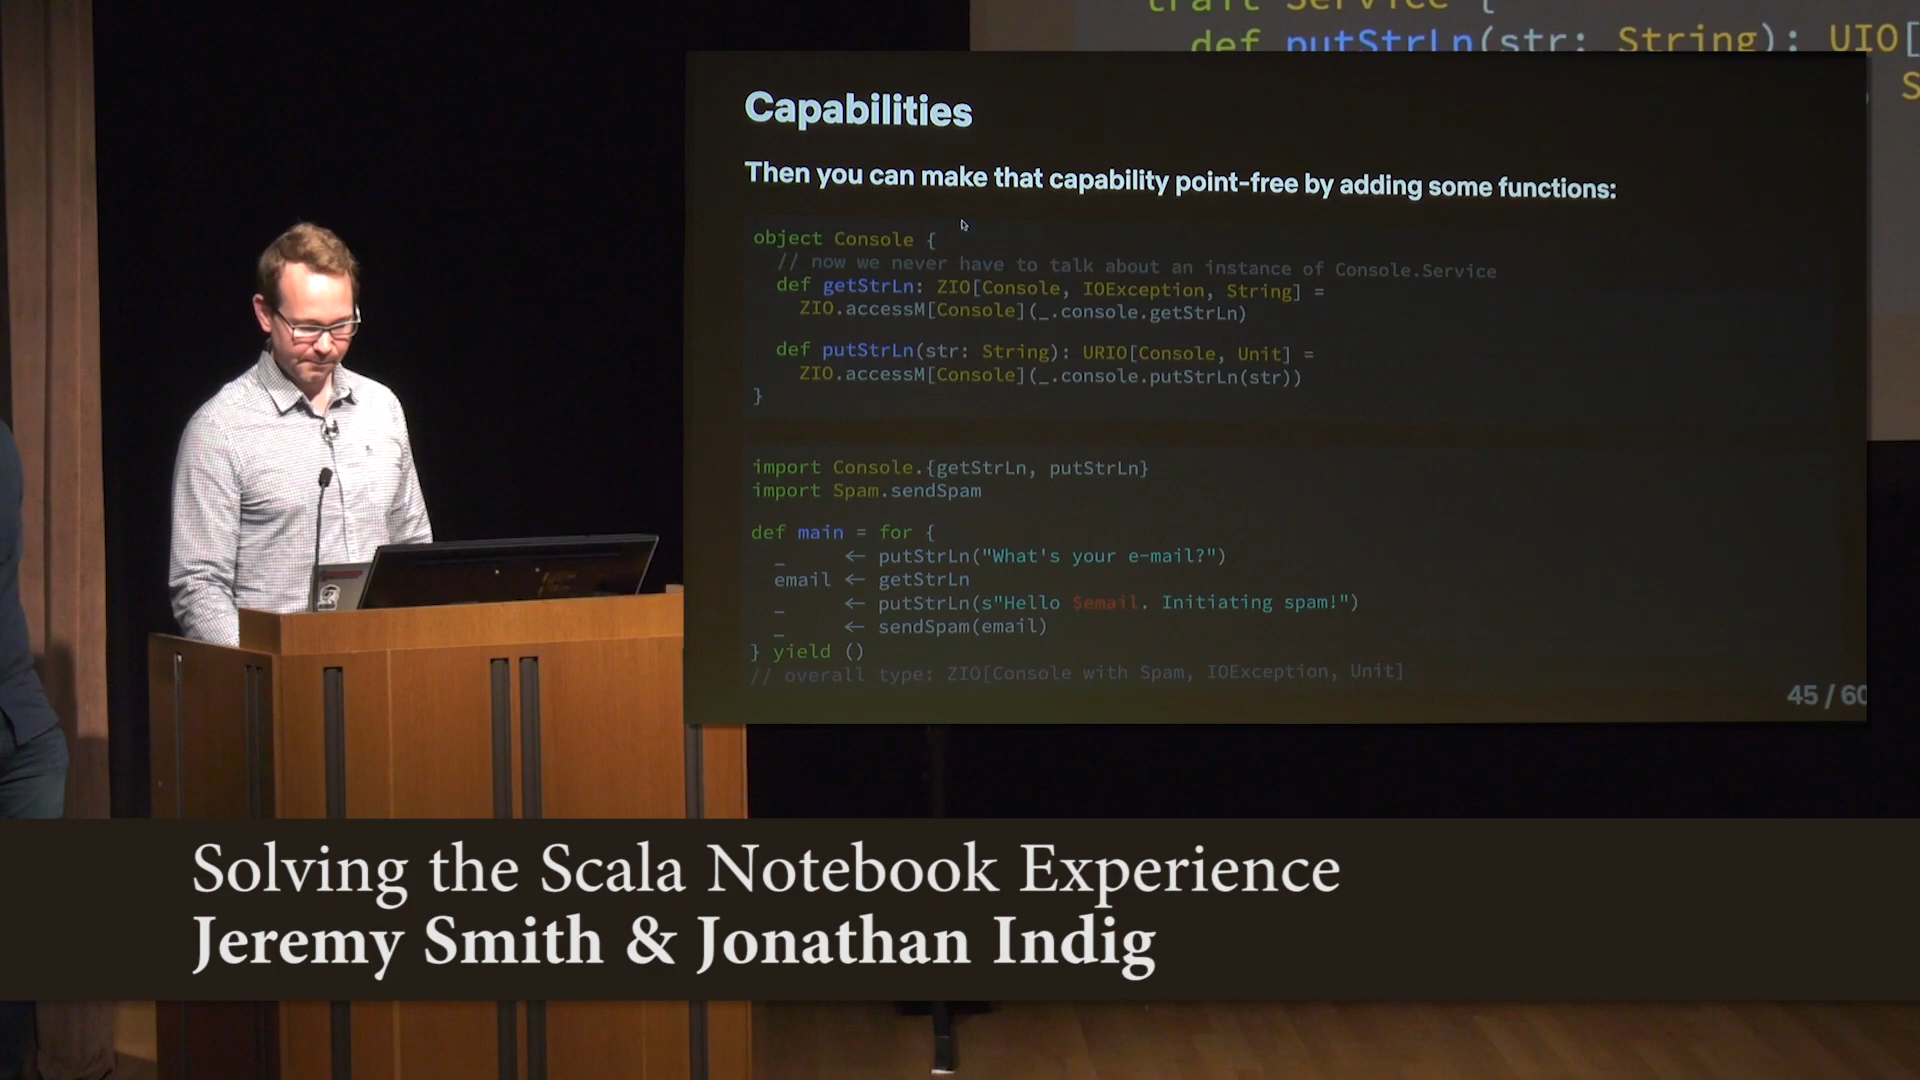 trait Service {
def putStrLn(str: String): UIO[
S
Capabilities
Then you can make that capability point-free by adding some functions:
object Console {
// now we never have to talk about an instance of Console.Service
def getStrLn: ZIO[Console, IOException, String] =
ZIO.accessM[Console](_.console.getStrLn)
def putStrLn(str: String): URIO[Console, Unit] =
ZIO.accessM[Console](_.console.putStrLn(str))
}
import Console.{getStrLn, putStrLn}
import Spam.sendSpam
def main = for {
_ ← putStrLn("What's your e-mail?")
email ← getStrLn
_ ← putStrLn(s"Hello $email. Initiating spam!")
_ ← sendSpam(email)
} yield ()
// overall type: ZIO[Console with Spam, IOException, Unit]
45 / 60
Solving the Scala Notebook Experience
Jeremy Smith & Jonathan Indig